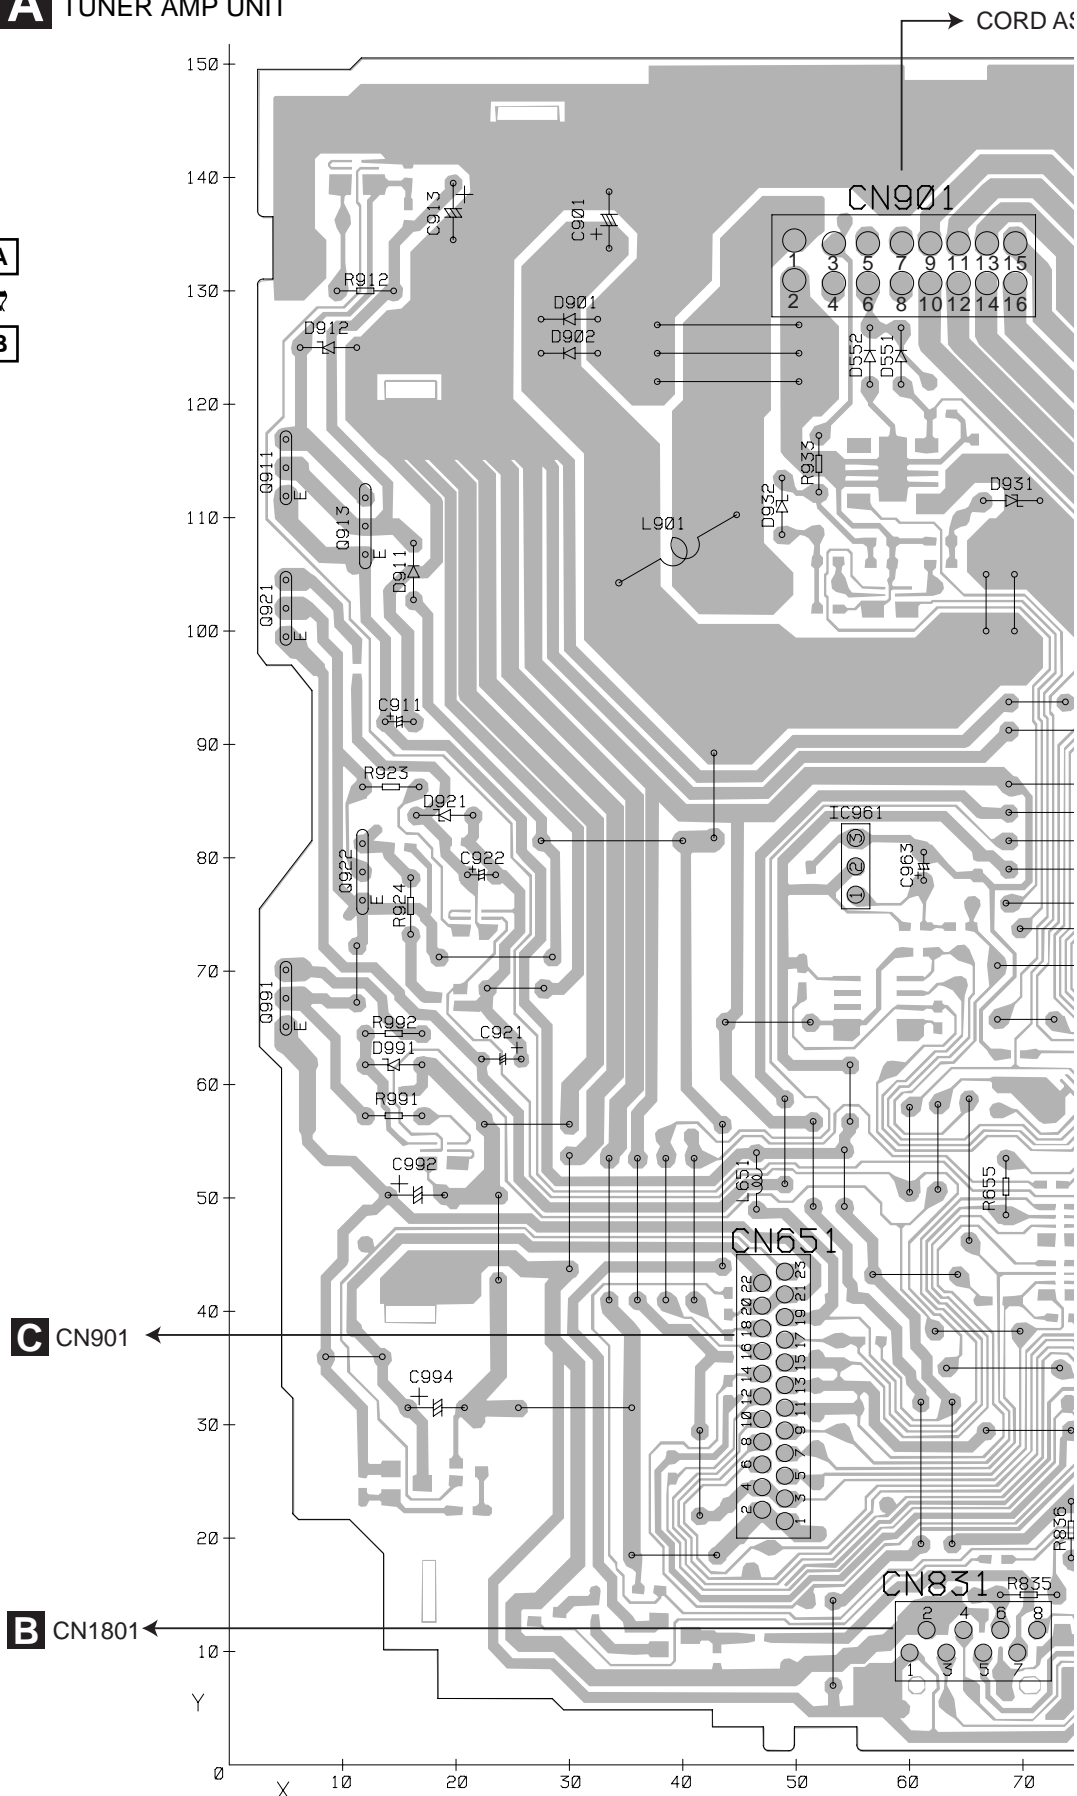 A TUNER AMP UNIT
CORD AS
150
140
CN901
C913
C901
1 3 5 7 9 11 13 15
2 4 6 8 10 12 14 16
A
B
R912
130
D901
D912
D902
D552
D551
120
Q911
E
R933
D932
D931
110
Q913
E
L901
D911
Q921
E
100
C911
90
R923
D921
IC961
3
2
1
80
Q922
E
C922
C963
R924
70
Q991
E
R992
C921
D991
60
R991
C992
L651
R655
50
CN651
22 20 18 16 14 12 10 8 6 4 2
23 21 19 17 15 13 11 9 7 5 3 1
40
C CN901
C994
30
20
R836
CN831
R835
2 4 6 8
1 3 5 7
B CN1801
10
Y
0
X
10 20 30 40 50 60 70